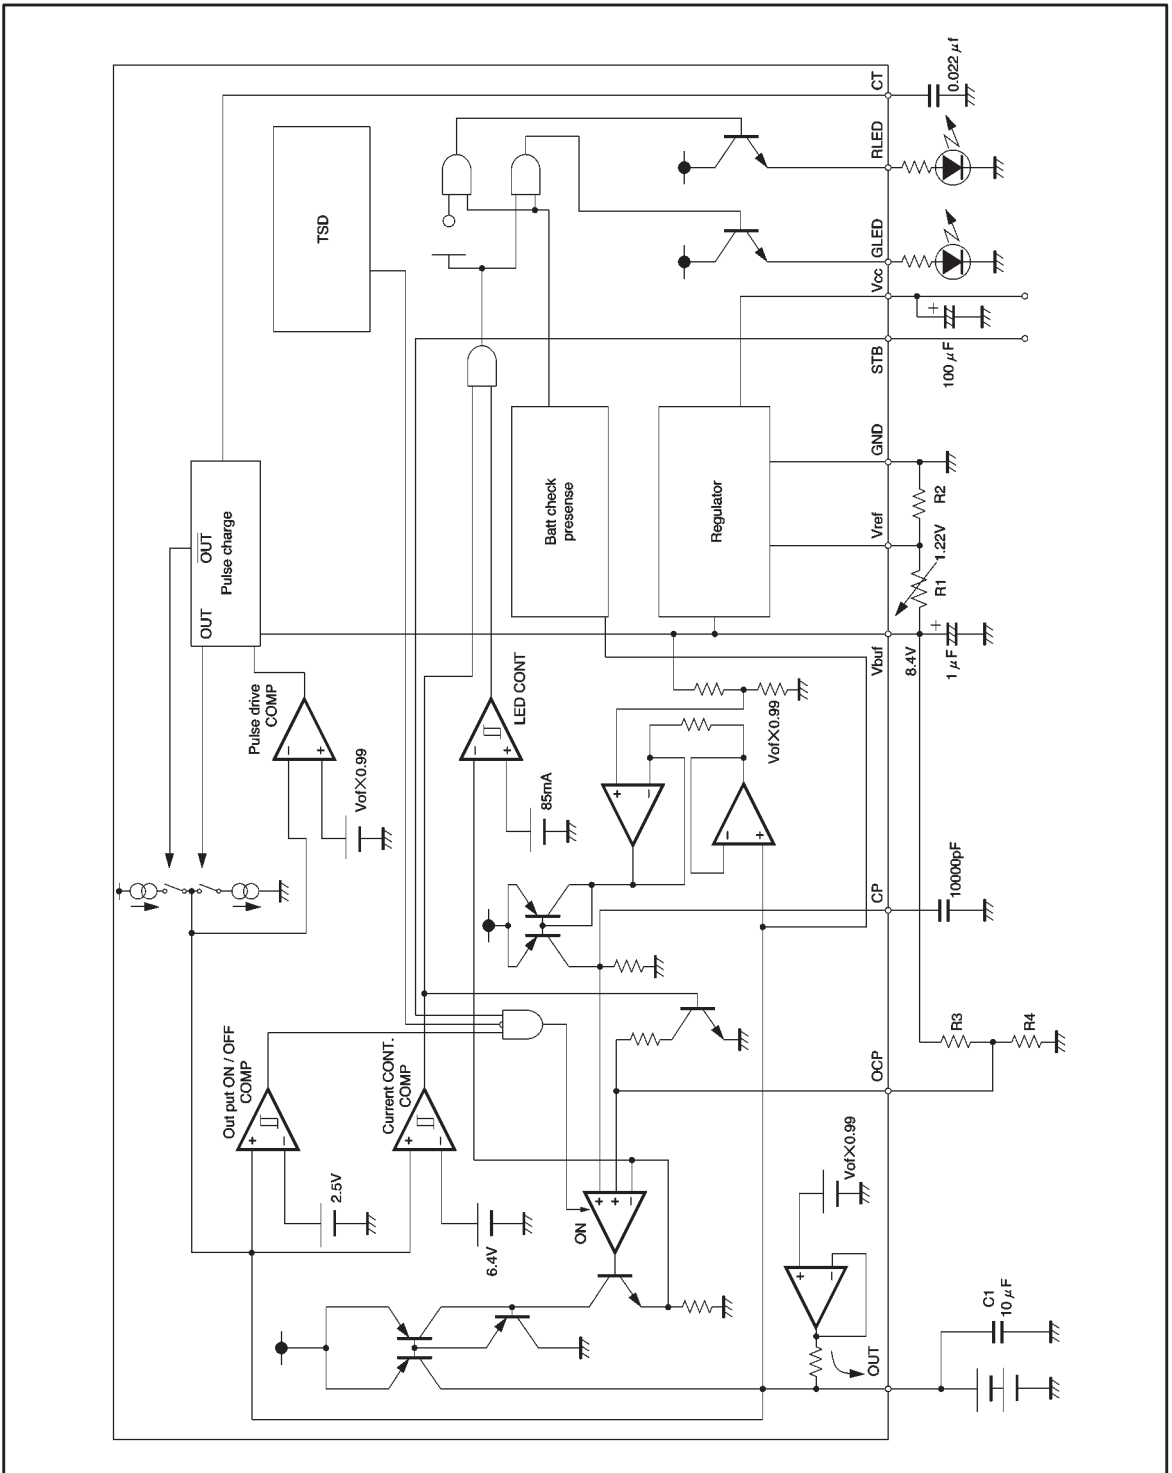 CT
0.022 μf
RLED
GLED
Vcc
STB
100 μF
GND
R2
Vref
1.22V
R1
Vbuf
8.4V
1 μF
CP
10000pF
R3
R4
OCP
C1
10 μF
OUT
TSD
OUT
Pulse charge
OUT
Batt check
presense
Regulator
Pulse drive
COMP
−
+
Vof×0.99
LED CONT
−
+
85mA
+
−
Vof×0.99
−
+
Out put ON / OFF
COMP
+
−
2.5V
Current CONT.
COMP
+
−
6.4V
ON
+
+
−
Vof×0.99
+
−
+
+